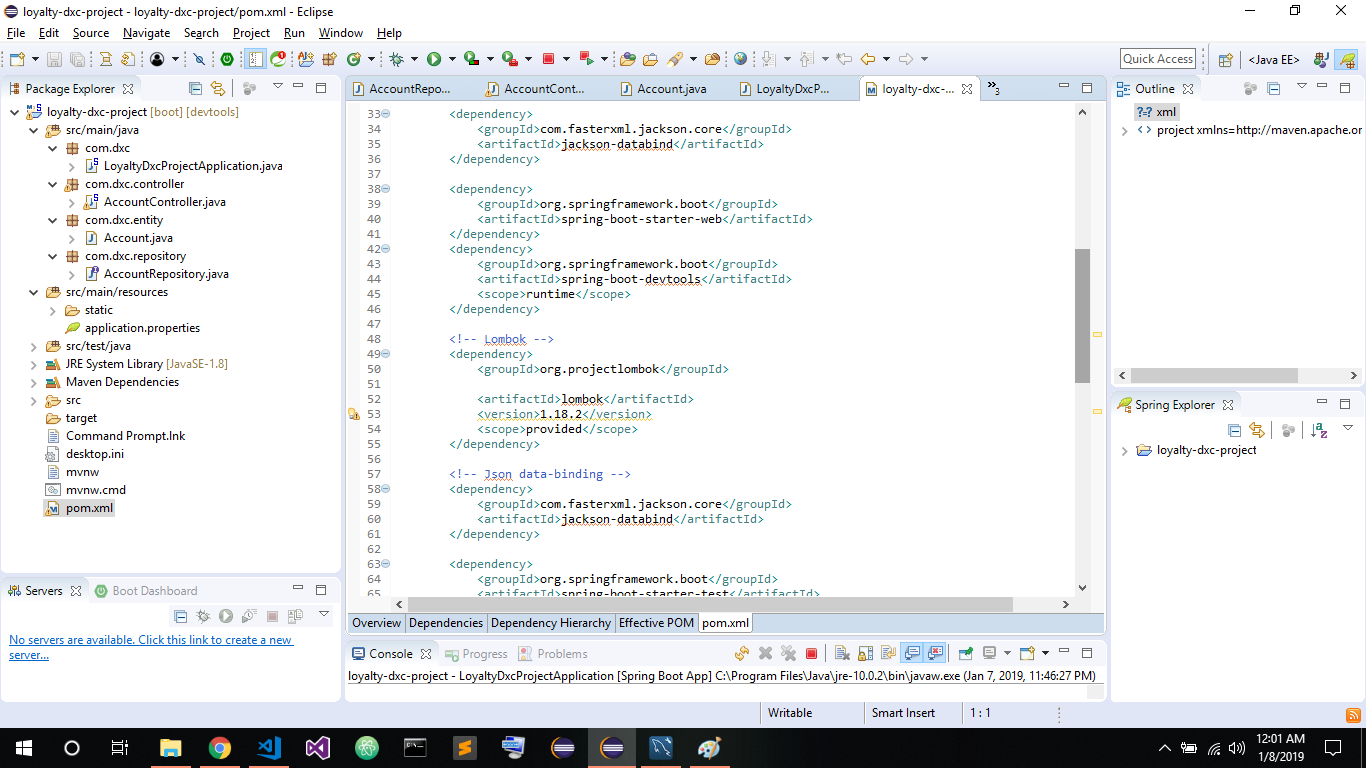 loyalty-dxc-project - loyalty-dxc-project/pom.xml - Eclipse
File Edit Source Navigate Search Project Run Window Help
Quick Access
<Java EE>
Package Explorer
loyalty-dxc-project [boot] [devtools]
src/main/java
com.dxc
LoyaltyDxcProjectApplication.java
com.dxc.controller
AccountController.java
com.dxc.entity
Account.java
com.dxc.repository
AccountRepository.java
src/main/resources
static
application.properties
src/test/java
JRE System Library [JavaSE-1.8]
Maven Dependencies
src
target
Command Prompt.lnk
desktop.ini
mvnw
mvnw.cmd
pom.xml
Servers Boot Dashboard
No servers are available. Click this link to create a new
server...
AccountRepo... AccountCont... Account.java LoyaltyDxcP... loyalty-dxc-... »3
33 <dependency>
34 <groupId>com.fasterxml.jackson.core</groupId>
35 <artifactId>jackson-databind</artifactId>
36 </dependency>
37
38 <dependency>
39 <groupId>org.springframework.boot</groupId>
40 <artifactId>spring-boot-starter-web</artifactId>
41 </dependency>
42 <dependency>
43 <groupId>org.springframework.boot</groupId>
44 <artifactId>spring-boot-devtools</artifactId>
45 <scope>runtime</scope>
46 </dependency>
47
48 <!-- Lombok -->
49 <dependency>
50 <groupId>org.projectlombok</groupId>
51
52 <artifactId>lombok</artifactId>
53 <version>1.18.2</version>
54 <scope>provided</scope>
55 </dependency>
56
57 <!-- Json data-binding -->
58 <dependency>
59 <groupId>com.fasterxml.jackson.core</groupId>
60 <artifactId>jackson-databind</artifactId>
61 </dependency>
62
63 <dependency>
64 <groupId>org.springframework.boot</groupId>
65 <artifactId>spring-boot-starter-test</artifactId>
Overview Dependencies Dependency Hierarchy Effective POM pom.xml
Console Progress Problems
loyalty-dxc-project - LoyaltyDxcProjectApplication [Spring Boot App] C:\Program Files\Java\jre-10.0.2\bin\javaw.exe (Jan 7, 2019, 11:46:27 PM)
Outline
?=? xml
project xmlns=http://maven.apache.or
Spring Explorer
loyalty-dxc-project
Writable Smart Insert 1 : 1
12:01 AM
1/8/2019